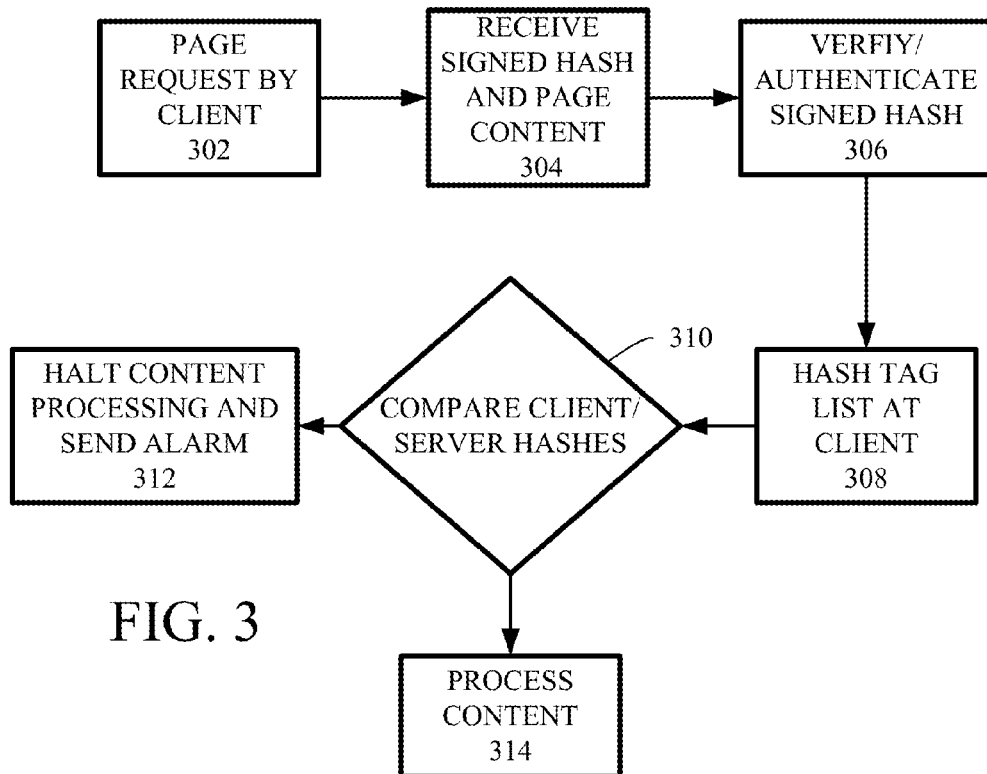 PAGE
REQUEST BY
CLIENT
302
RECEIVE
SIGNED HASH
AND PAGE
CONTENT
304
VERFIY/
AUTHENTICATE
SIGNED HASH
306
310
HALT CONTENT
PROCESSING AND
SEND ALARM
312
COMPARE CLIENT/
SERVER HASHES
HASH TAG
LIST AT
CLIENT
308
FIG. 3
PROCESS
CONTENT
314